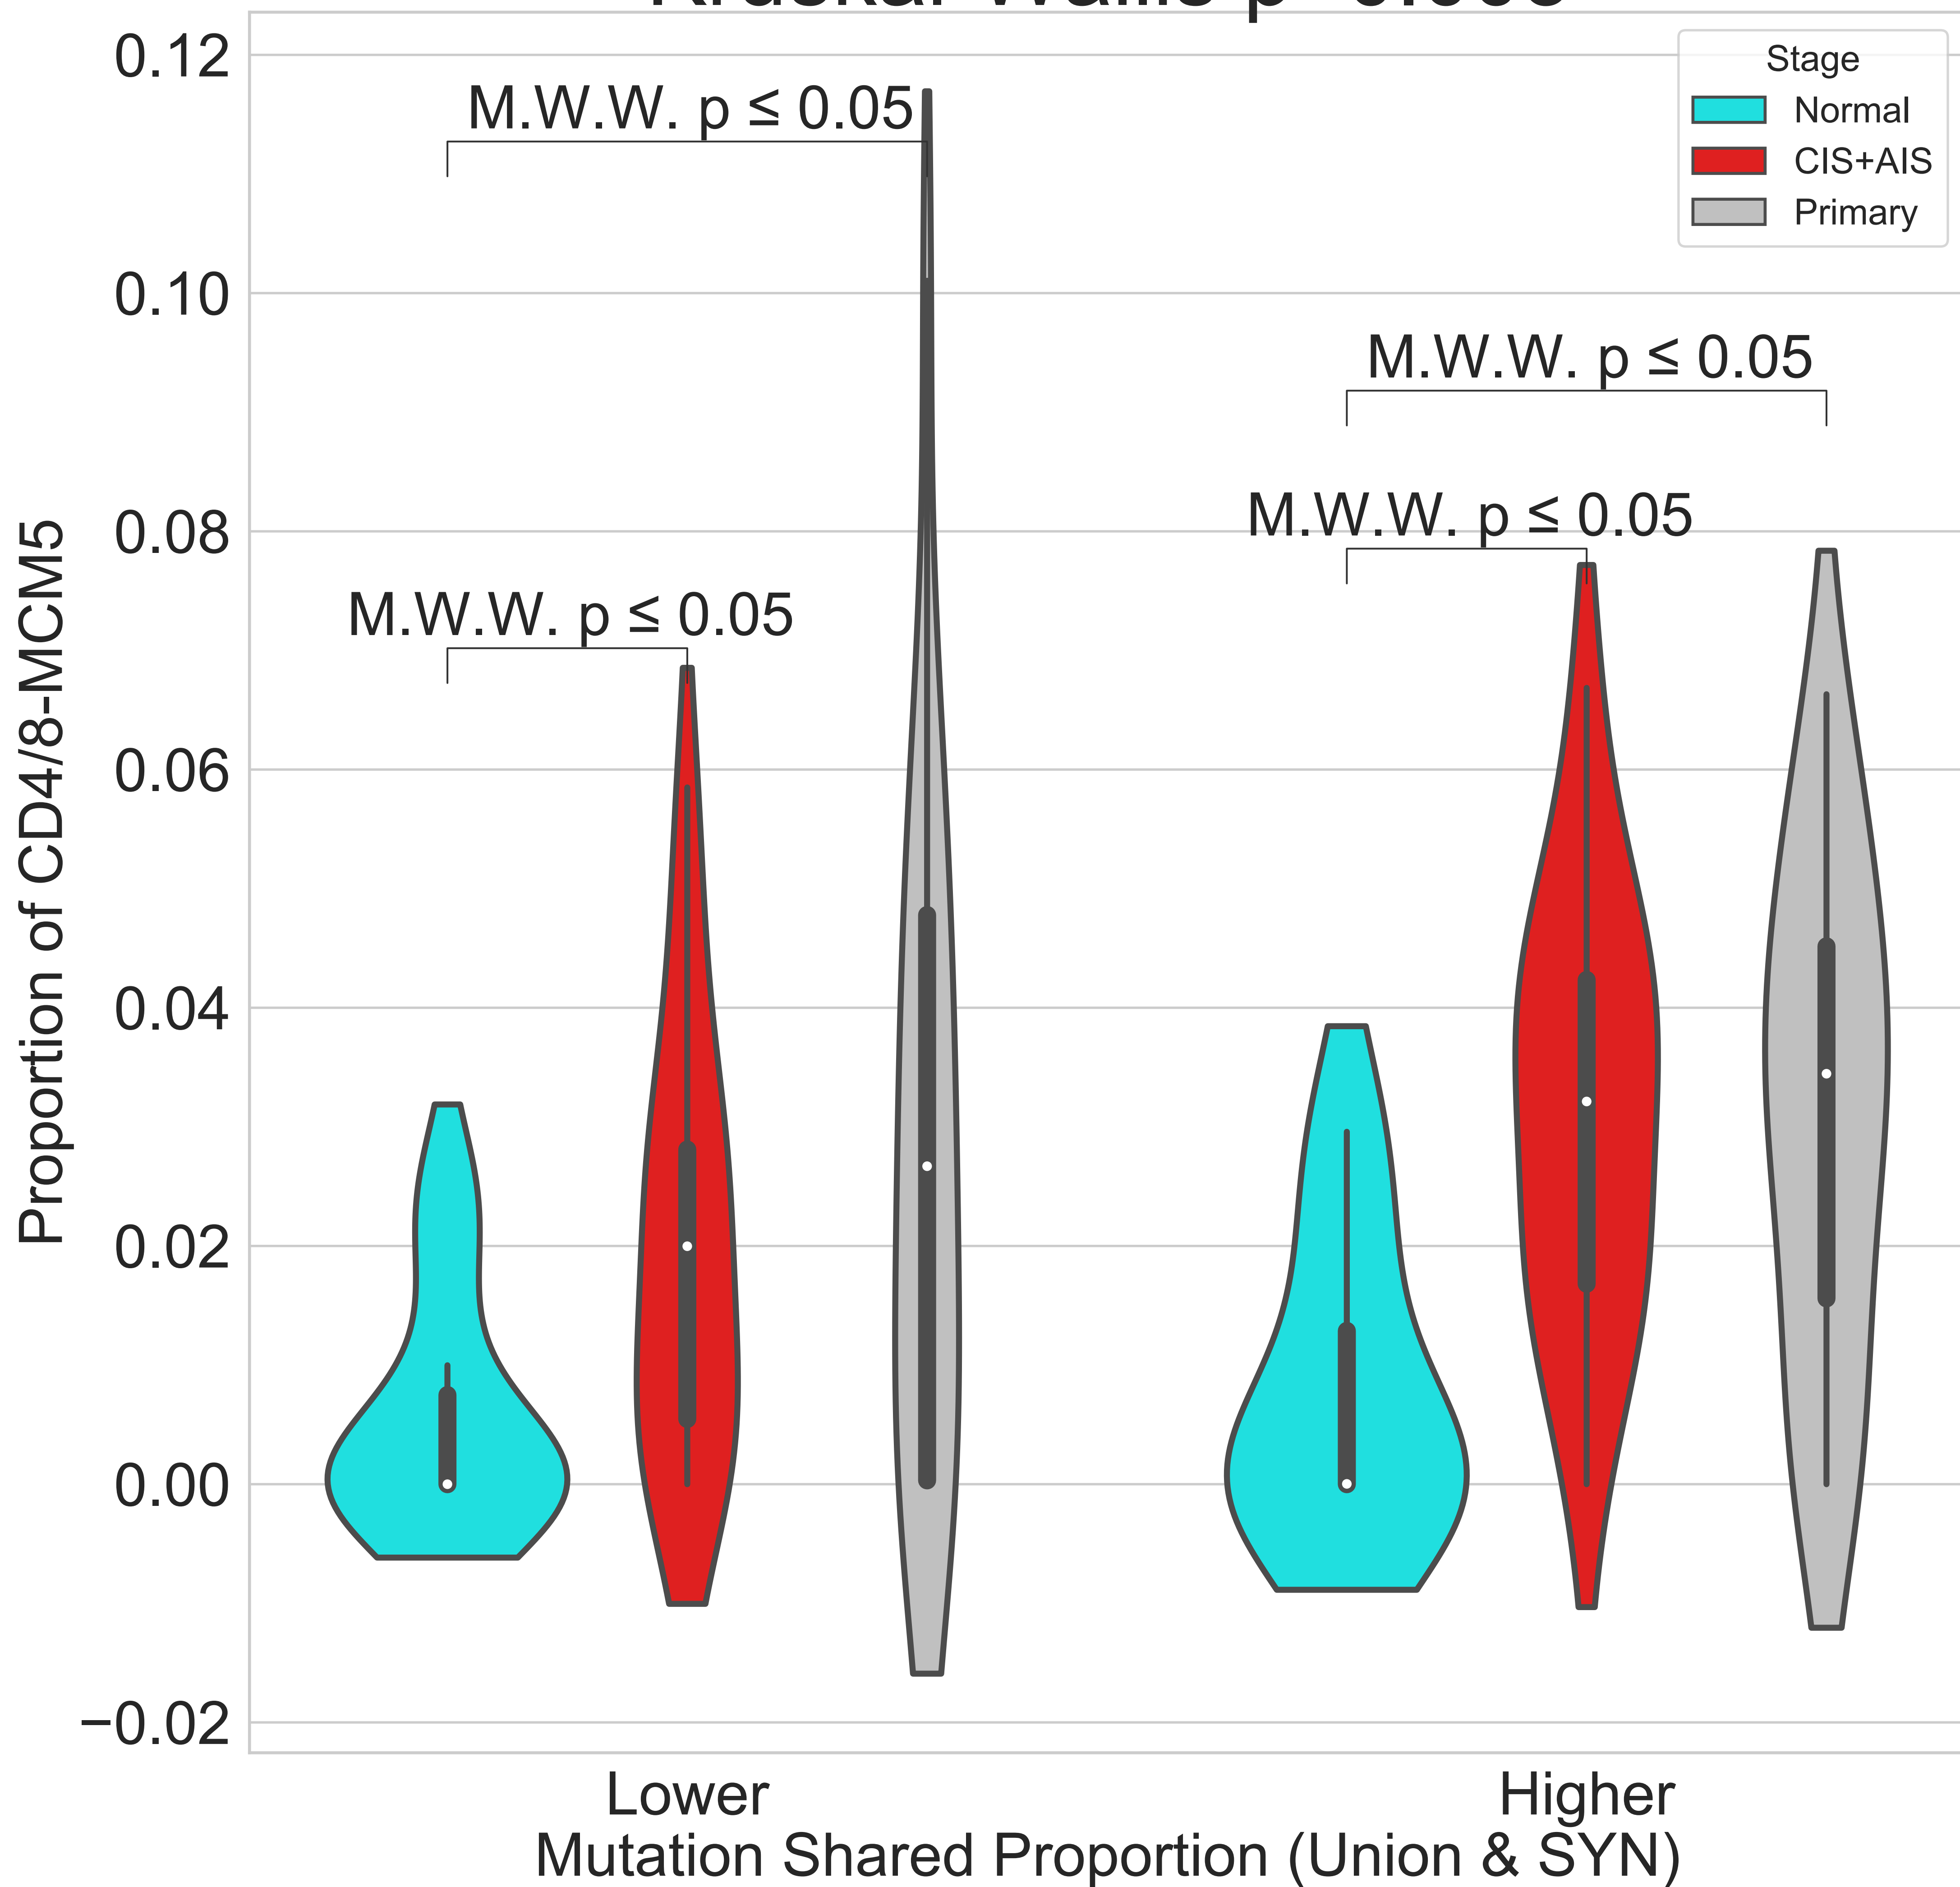 0.12
0.10
0.08
0.06
0.04
0.02
0.00
−0.02
Proportion of CD4/8-MCM5
M.W.W. p ≤ 0.05
M.W.W. p ≤ 0.05
M.W.W. p ≤ 0.05
M.W.W. p ≤ 0.05
Stage
Normal
CIS+AIS
Primary
Lower
Higher
Mutation Shared Proportion (Union & SYN)